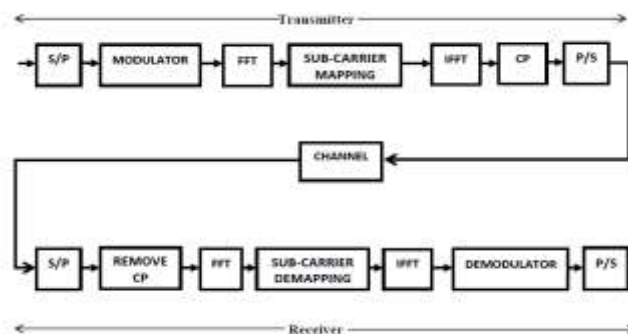 Transmitter
S/P
MODULATOR
FFT
SUB-CARRIER
MAPPING
IFFT
CP
P/S
CHANNEL
S/P
REMOVE
CP
FFT
SUB-CARRIER
DEMAPPING
IFFT
DEMODULATOR
P/S
Receiver